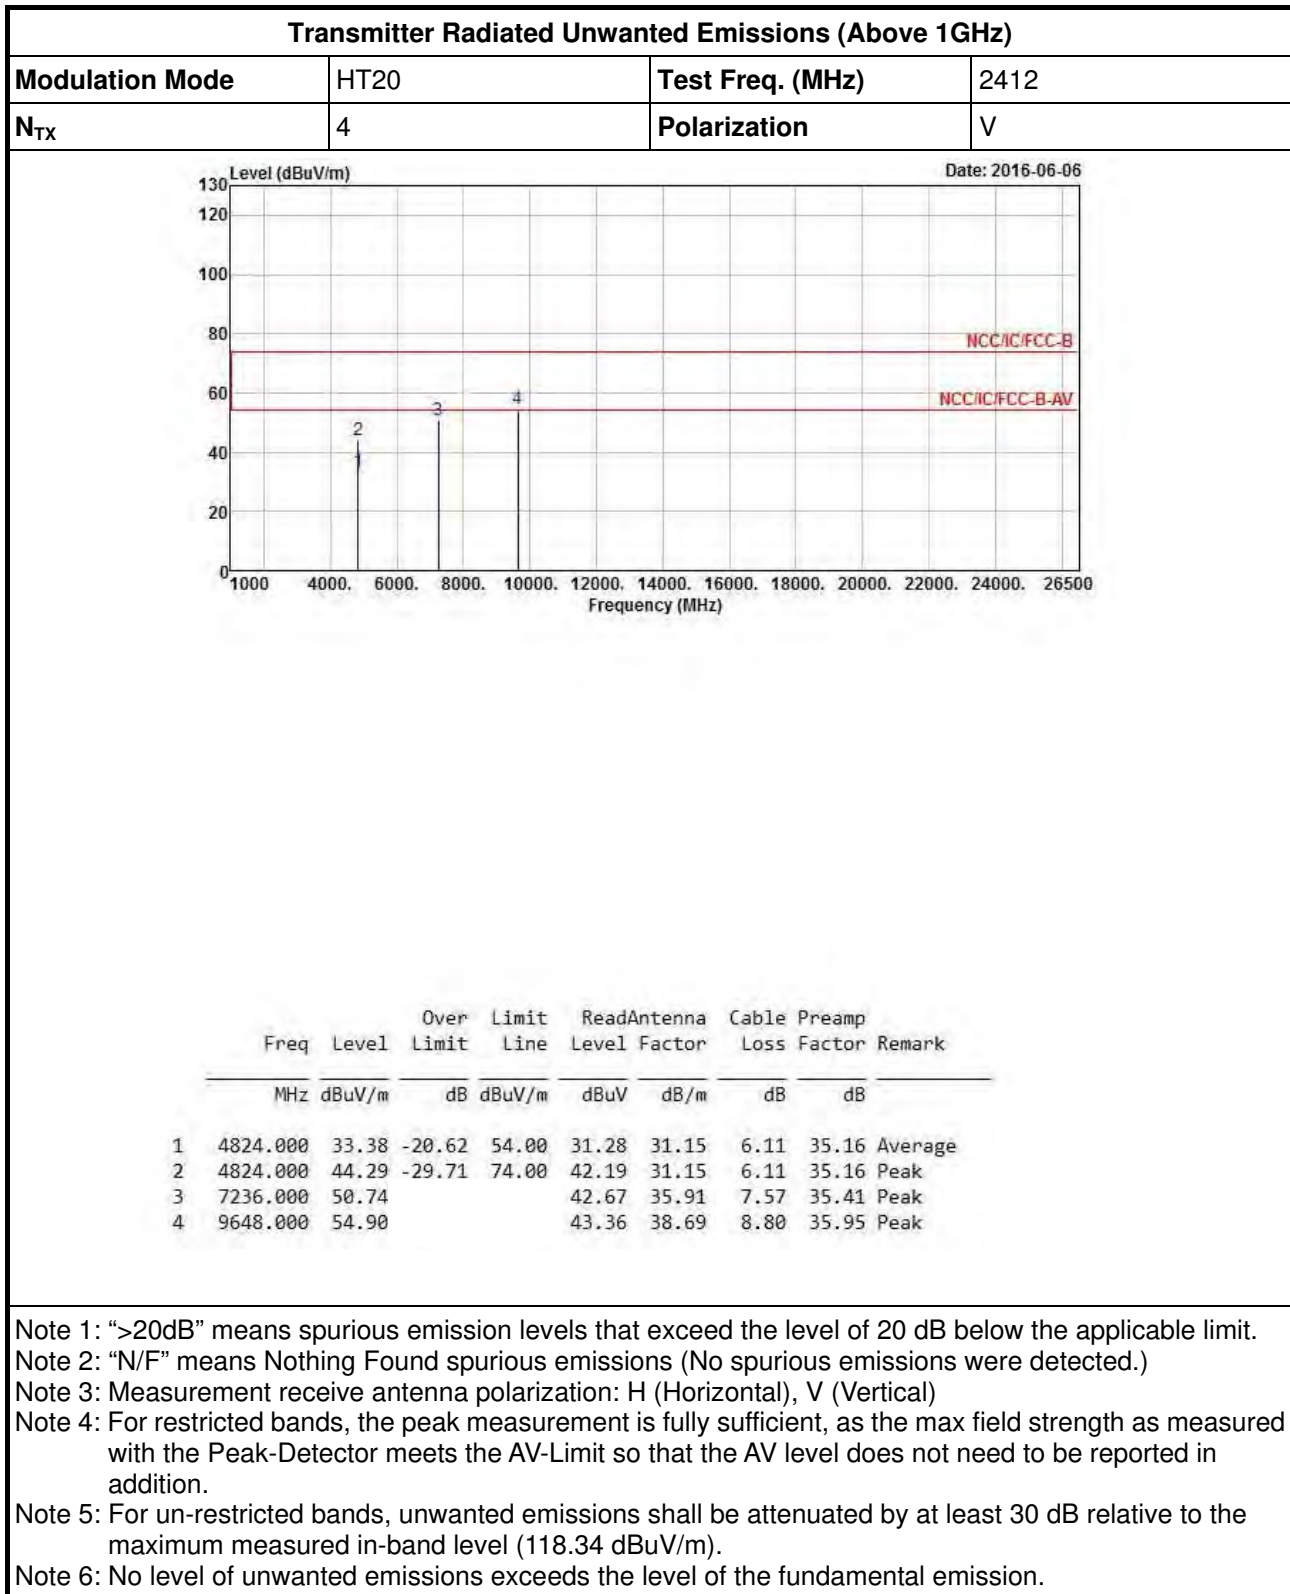 Transmitter Radiated Unwanted Emissions (Above 1GHz)
Modulation Mode HT20 Test Freq. (MHz) 2412
NTX 4 Polarization V
Level (dBuV/m) Date: 2016-06-06
130
120
100
80
NCC/IC/FCC-B
60
4
NCC/IC/FCC-B-AV
3
2
40
1
20
0
1000 4000. 6000. 8000. 10000. 12000. 14000. 16000. 18000. 20000. 22000. 24000. 26500
Frequency (MHz)
Over Limit ReadAntenna Cable Preamp
Freq Level Limit Line Level Factor Loss Factor Remark
MHz dBuV/m dB dBuV/m dBuV dB/m dB dB
1 4824.000 33.38 -20.62 54.00 31.28 31.15 6.11 35.16 Average
2 4824.000 44.29 -29.71 74.00 42.19 31.15 6.11 35.16 Peak
3 7236.000 50.74 42.67 35.91 7.57 35.41 Peak
4 9648.000 54.90 43.36 38.69 8.80 35.95 Peak
Note 1: “>20dB” means spurious emission levels that exceed the level of 20 dB below the applicable limit.
Note 2: “N/F” means Nothing Found spurious emissions (No spurious emissions were detected.)
Note 3: Measurement receive antenna polarization: H (Horizontal), V (Vertical)
Note 4: For restricted bands, the peak measurement is fully sufficient, as the max field strength as measured
with the Peak-Detector meets the AV-Limit so that the AV level does not need to be reported in
addition.
Note 5: For un-restricted bands, unwanted emissions shall be attenuated by at least 30 dB relative to the
maximum measured in-band level (118.34 dBuV/m).
Note 6: No level of unwanted emissions exceeds the level of the fundamental emission.